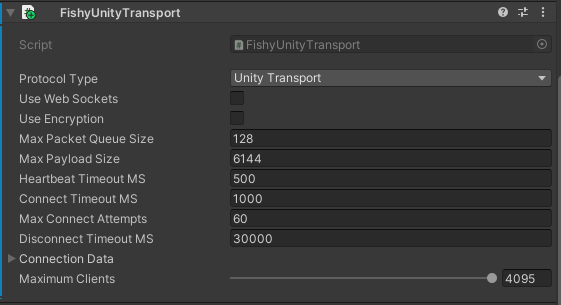 FishyUnityTransport
Script FishyUnityTransport
Protocol Type Unity Transport
Use Web Sockets
Use Encryption
Max Packet Queue Size 128
Max Payload Size 6144
Heartbeat Timeout MS 500
Connect Timeout MS 1000
Max Connect Attempts 60
Disconnect Timeout MS 30000
Connection Data
Maximum Clients 4095